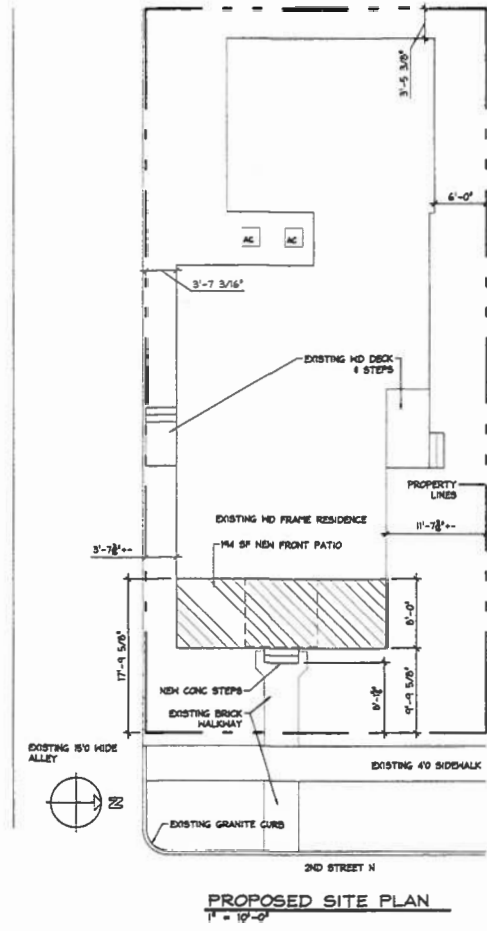 3'-5 3/8"
6'-0"
AC
AC
3'-7 3/16"
EXISTING WD DECK
& STEPS
PROPERTY
LINES
EXISTING WD FRAME RESIDENCE
11'-7⅜"+-
194 SF NEW FRONT PATIO
3'-7⅜"+-
17'-9 5/8"
8'-0"
9'-9 5/8"
NEW CONC STEPS
EXISTING BRICK
WALKWAY
EXISTING 15'0 WIDE
ALLEY
EXISTING 4'0 SIDEWALK
N
EXISTING GRANITE CURB
2ND STREET N
PROPOSED SITE PLAN
1" = 10'-0"